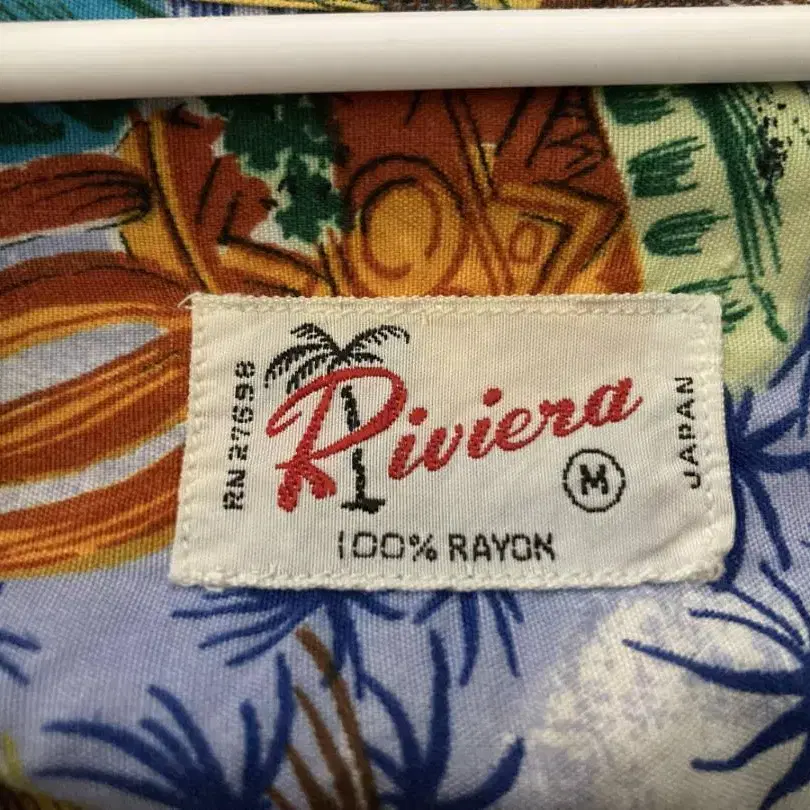 RN 27698
Riviera
M
JAPAN
100% RAYON